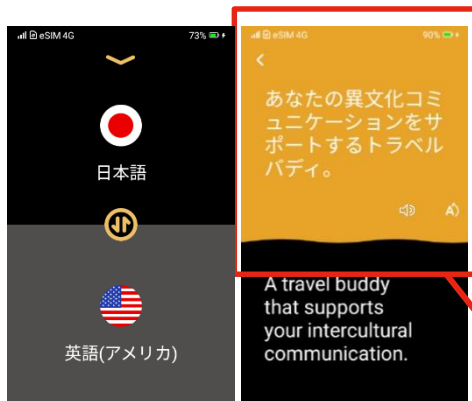 eSIM 4G 73%
日本語
英語(アメリカ)
eSIM 4G 90%
あなたの異文化コミ
ュニケーションをサ
ポートするトラベル
バディ。
A
A travel buddy
that supports
your intercultural
communication.